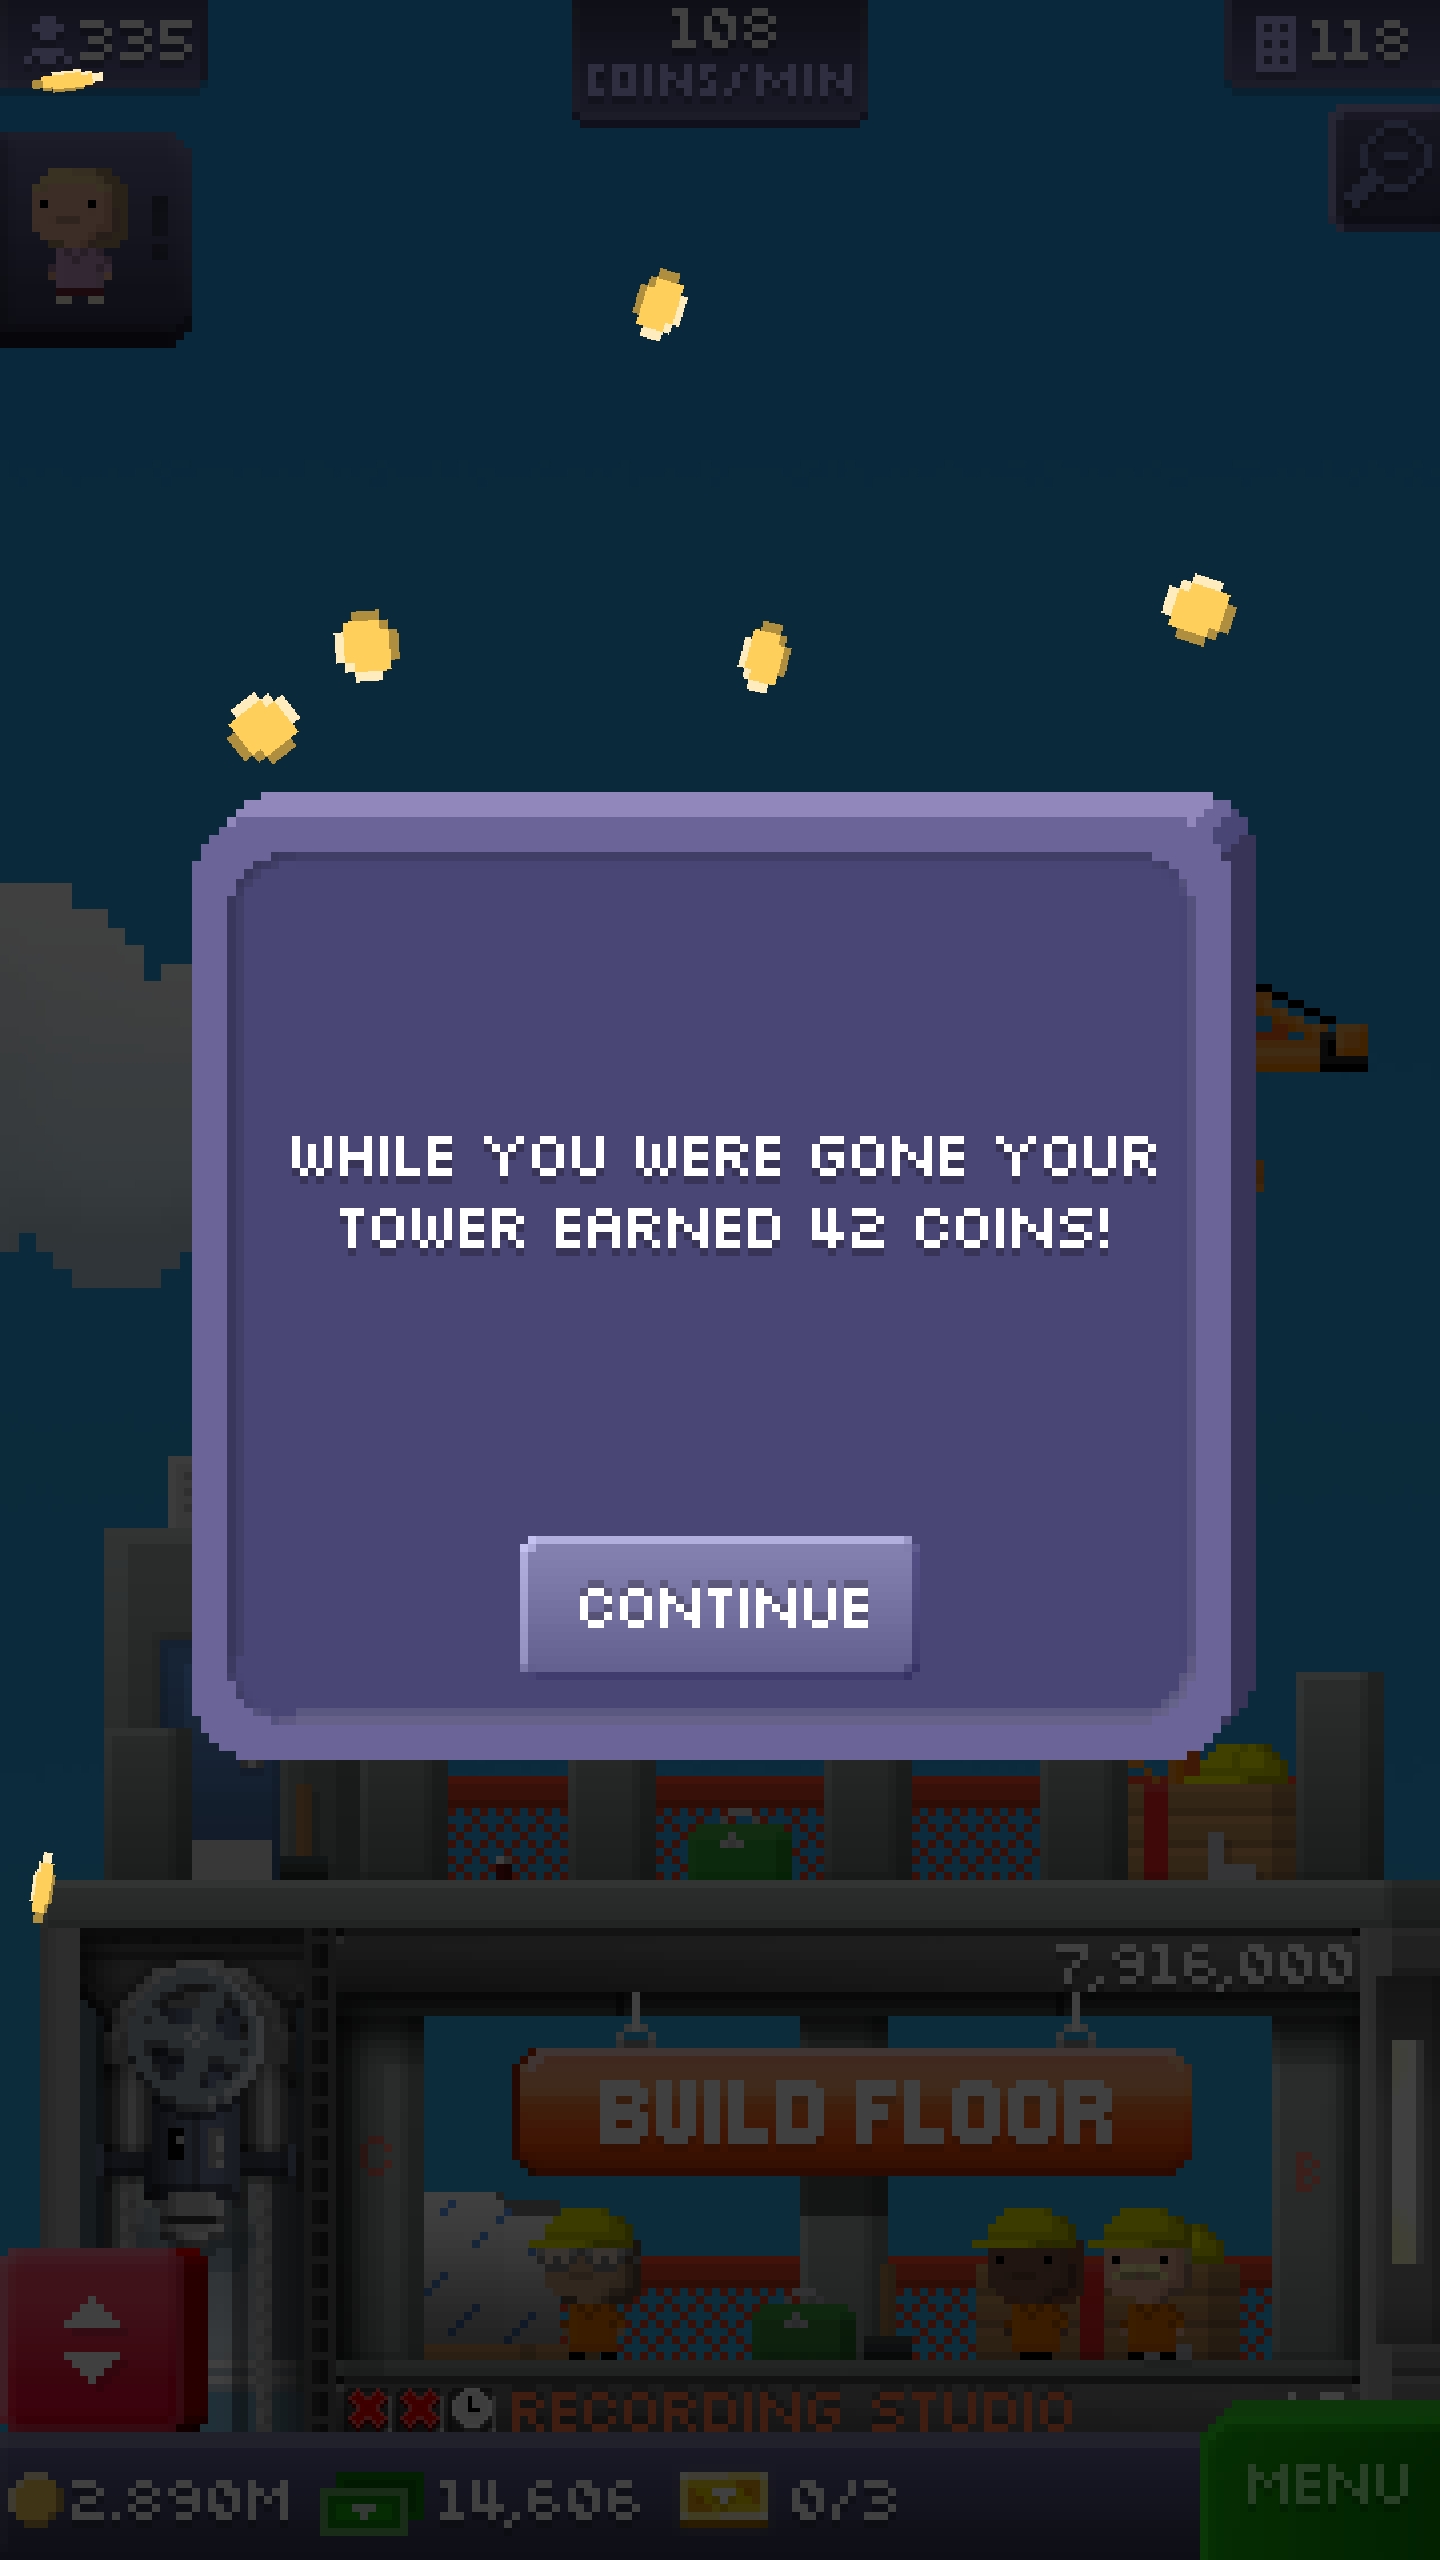 335
108
COINS/MIN
118
WHILE YOU WERE GONE YOUR
TOWER EARNED 42 COINS!
CONTINUE
7,916,000
BUILD FLOOR
C
B
RECORDING STUDIO
2.890M
14,606
0/3
MENU